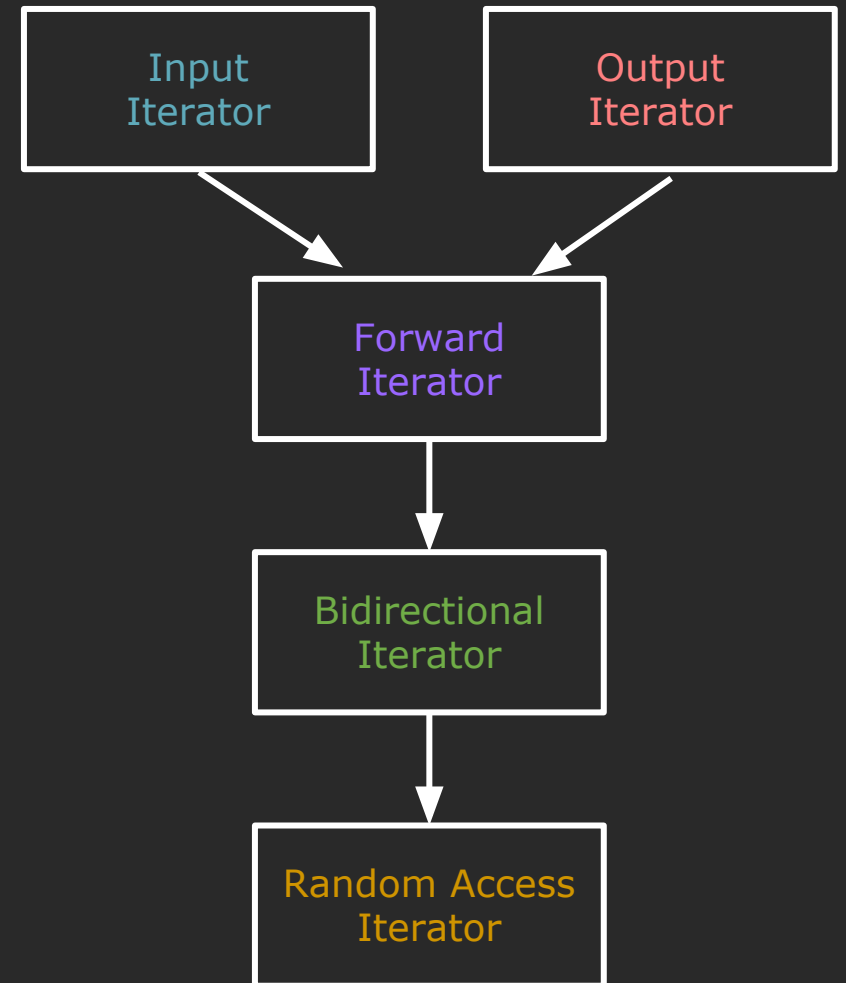 Input
Iterator
Output
Iterator
Forward
Iterator
Bidirectional
Iterator
Random Access
Iterator